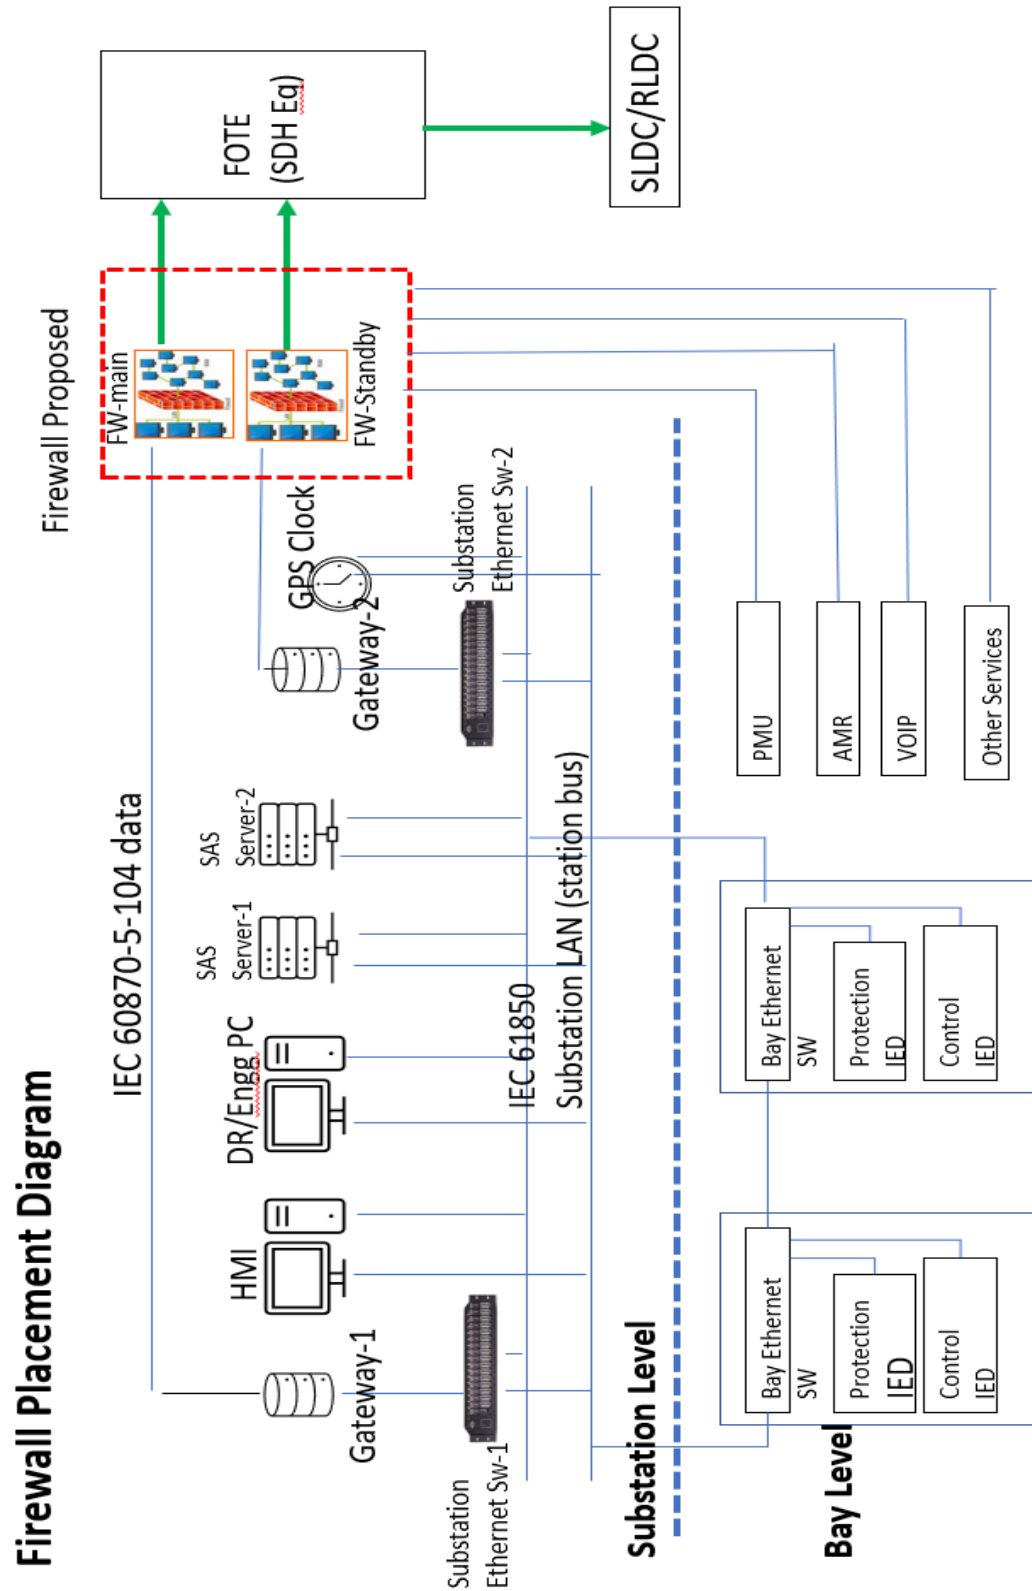 Firewall Placement Diagram
Firewall Proposed
IEC 60870-5-104 data
FW-main
FW-Standby
FOTE
(SDH Eq)
SLDC/RLDC
Gateway-1
HMI
DR/Engg PC
SAS
Server-1
SAS
Server-2
Gateway-2
GPS Clock
Substation
Ethernet Sw-1
Substation
Ethernet Sw-2
IEC 61850
Substation LAN (station bus)
Substation Level
Bay Level
Bay Ethernet
SW
Protection
IED
Control
IED
Bay Ethernet
SW
Protection
IED
Control
IED
PMU
AMR
VOIP
Other Services